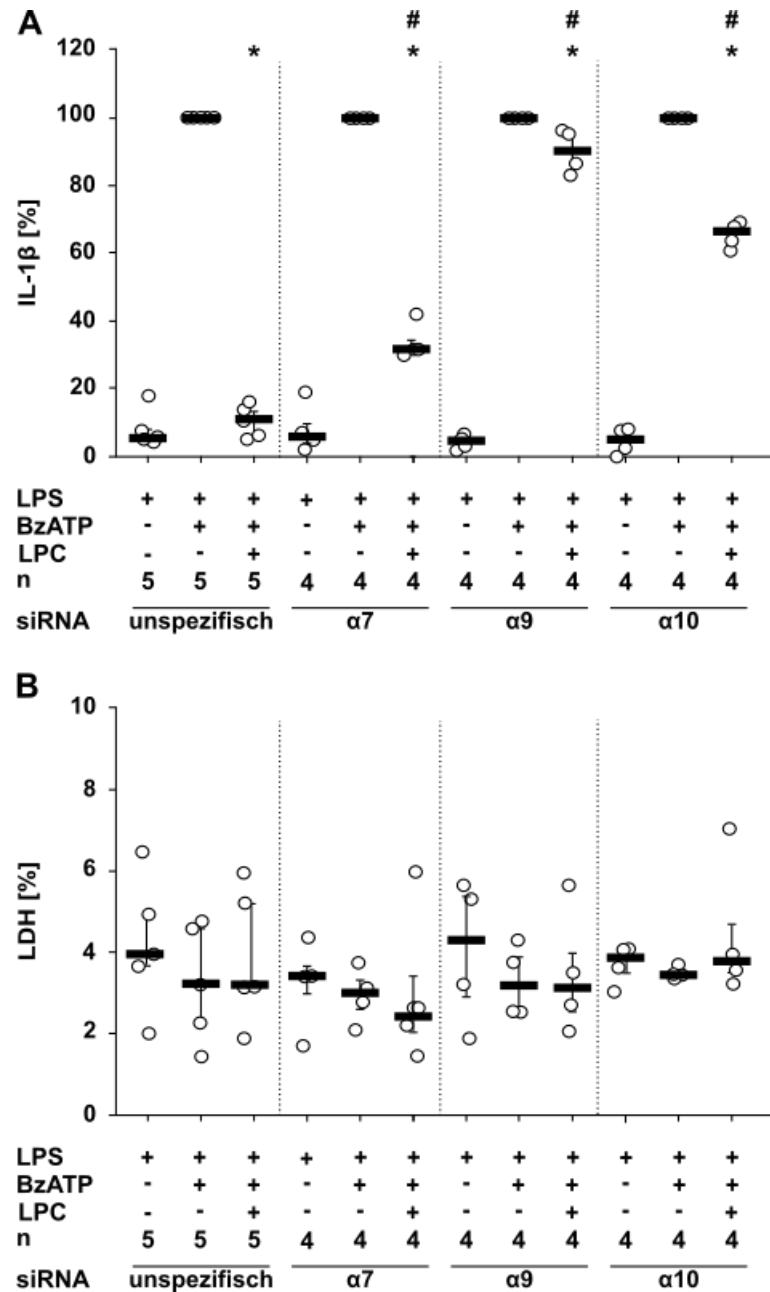 A
# # #
* * * *
120
100
80
60
40
20
0
IL-1β [%]
LPS + + + + + + + + + + + +
BzATP - + + - + + - + + - + +
LPC - - + - - + - - + - - +
n 5 5 5 4 4 4 4 4 4 4 4 4
siRNA unspezifisch α7 α9 α10
B
10
8
6
4
2
0
LDH [%]
LPS + + + + + + + + + + + +
BzATP - + + - + + - + + - + +
LPC - - + - - + - - + - - +
n 5 5 5 4 4 4 4 4 4 4 4 4
siRNA unspezifisch α7 α9 α10